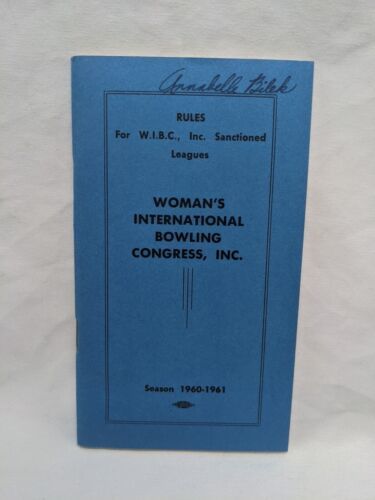 Annabelle Bilek
RULES
For W.I.B.C., Inc. Sanctioned
Leagues
WOMAN'S
INTERNATIONAL
BOWLING
CONGRESS, INC.
Season 1960-1961